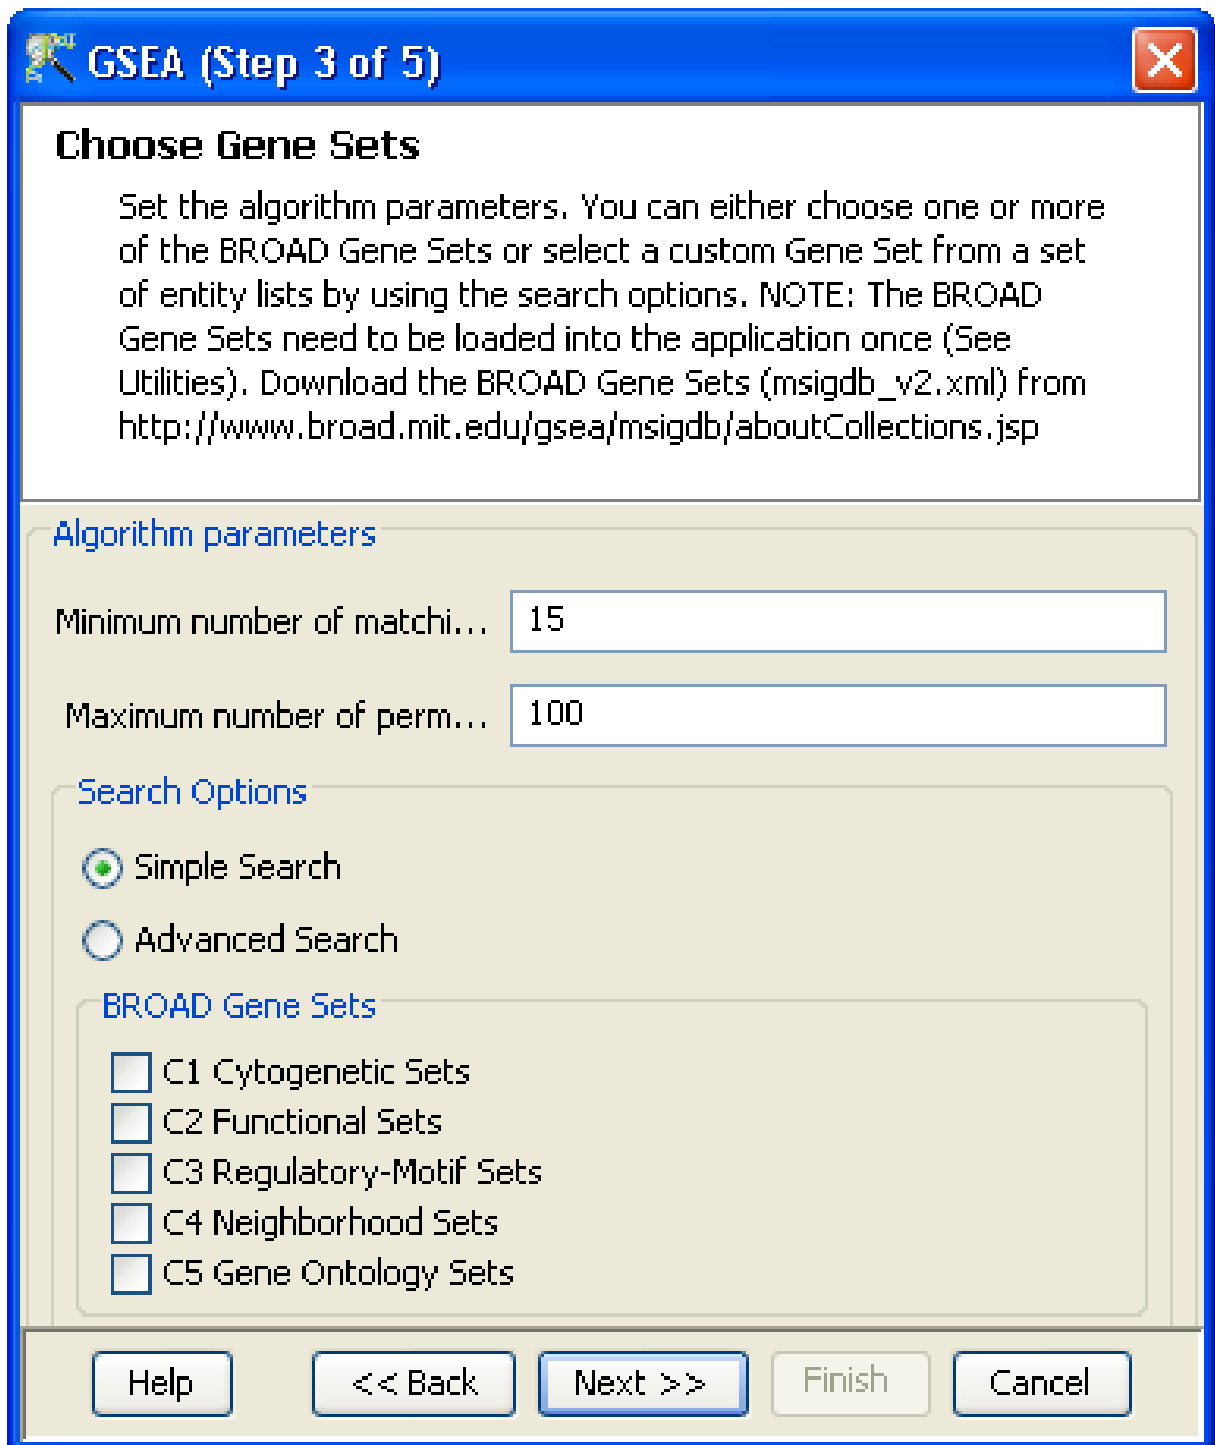 GSEA (Step 3 of 5)
Choose Gene Sets
Set the algorithm parameters. You can either choose one or more
of the BROAD Gene Sets or select a custom Gene Set from a set
of entity lists by using the search options. NOTE: The BROAD
Gene Sets need to be loaded into the application once (See
Utilities). Download the BROAD Gene Sets (msigdb_v2.xml) from
http://www.broad.mit.edu/gsea/msigdb/aboutCollections.jsp
Algorithm parameters
Minimum number of matchi... 15
Maximum number of perm... 100
Search Options
Simple Search
Advanced Search
BROAD Gene Sets
C1 Cytogenetic Sets
C2 Functional Sets
C3 Regulatory-Motif Sets
C4 Neighborhood Sets
C5 Gene Ontology Sets
Help << Back Next >> Finish Cancel